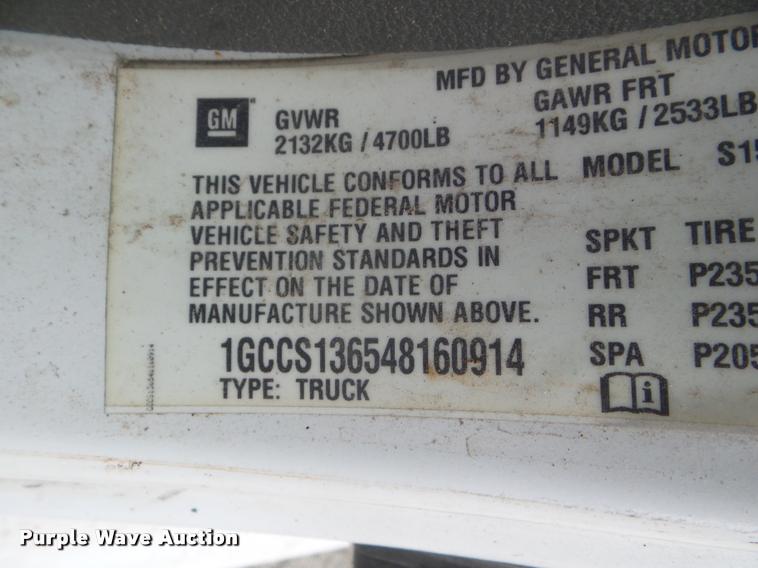 MFD BY GENERAL MOTOR
GM
GVWR
2132KG / 4700LB
GAWR FRT
1149KG / 2533LB
THIS VEHICLE CONFORMS TO ALL
APPLICABLE FEDERAL MOTOR
VEHICLE SAFETY AND THEFT
PREVENTION STANDARDS IN
EFFECT ON THE DATE OF
MANUFACTURE SHOWN ABOVE.
1GCCS136548160914
TYPE: TRUCK
MODEL S15
SPKT TIRE
FRT P235
RR P235
SPA P205
i
Purple Wave Auction